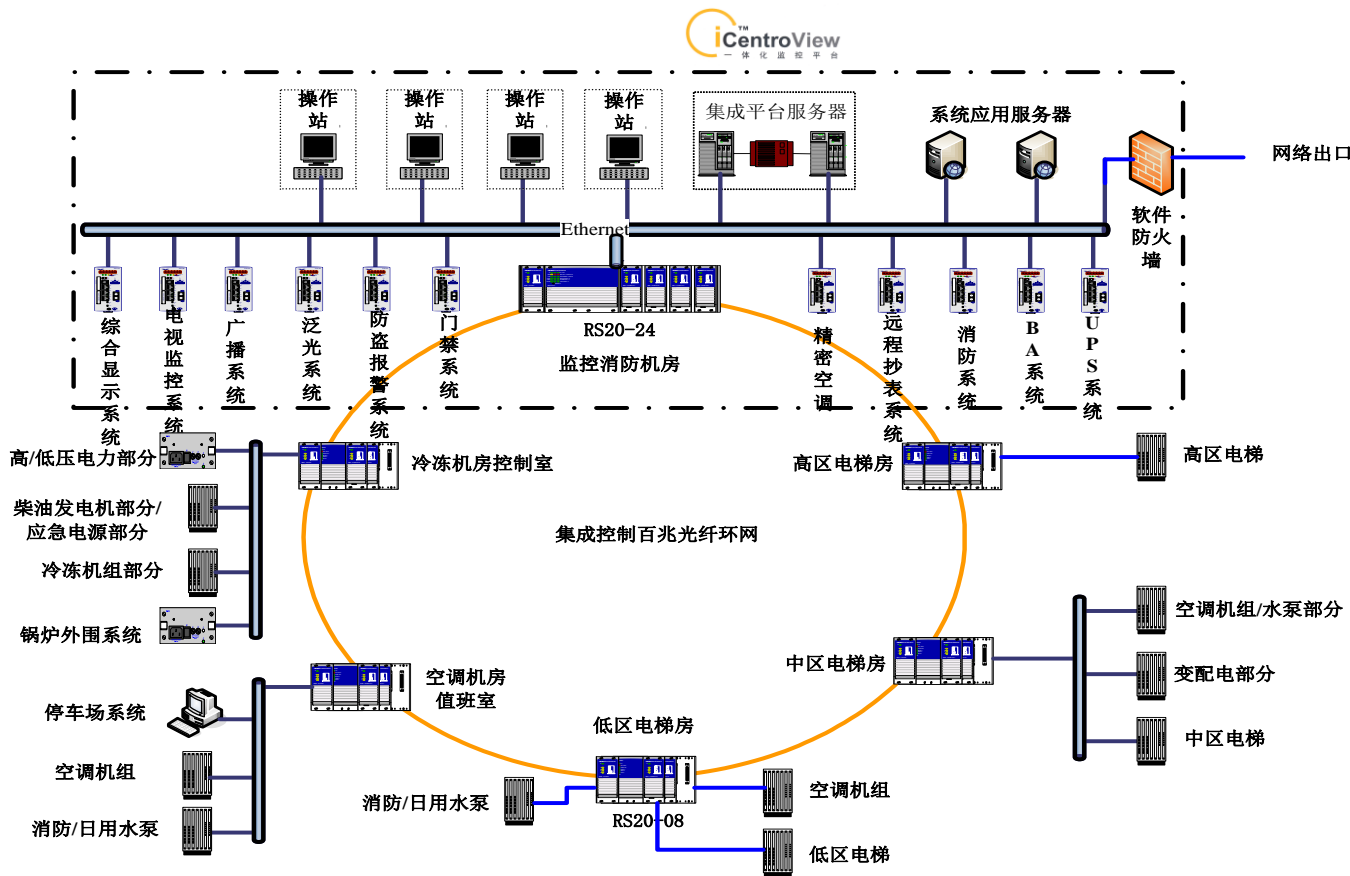 iCentroView™
一体化监控平台
操作
站
操作
站
操作
站
操作
站
集成平台服务器
系统应用服务器
网络出口
软件
防火
墙
Ethernet
综合显示系统
电视监控系统
广播系统
泛光系统
防盗报警系统
门禁系统
RS20-24
监控消防机房
精密空调
远程抄表系统
消防系统
BA系统
UPS系统
高/低压电力部分
冷冻机房控制室
高区电梯房
高区电梯
柴油发电机部分/
应急电源部分
集成控制百兆光纤环网
冷冻机组部分
空调机组/水泵部分
锅炉外围系统
中区电梯房
变配电部分
空调机房
值班室
停车场系统
低区电梯房
中区电梯
空调机组
消防/日用水泵
空调机组
RS20-08
消防/日用水泵
低区电梯